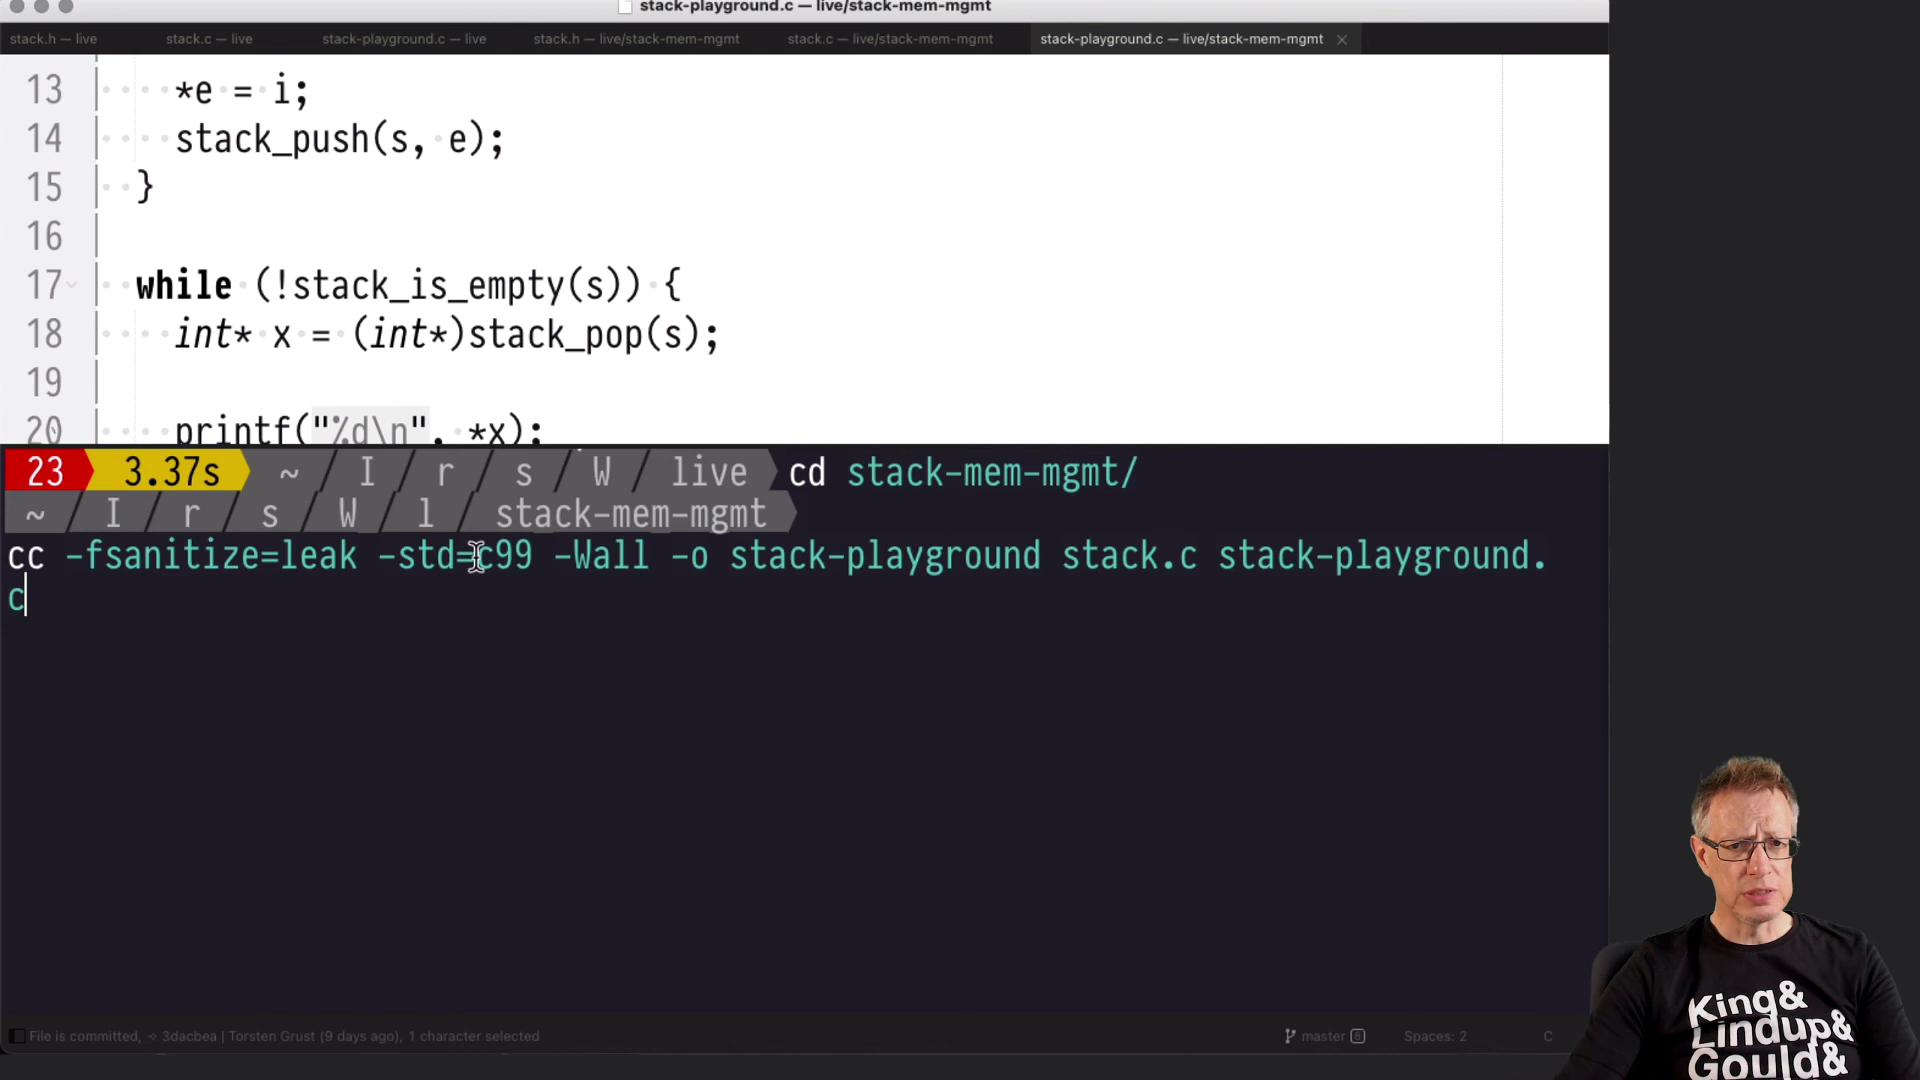 stack-playground.c — live/stack-mem-mgmt
stack.h — live stack.c — live stack-playground.c — live stack.h — live/stack-mem-mgmt stack.c — live/stack-mem-mgmt stack-playground.c — live/stack-mem-mgmt ×
13 *e = i;
14 stack_push(s, e);
15 }
16
17 while (!stack_is_empty(s)) {
18 int* x = (int*)stack_pop(s);
19
20 printf("%d\n", *x);
23 3.37s ~ / I / r / s / W / live cd stack-mem-mgmt/
~ / I / r / s / W / l / stack-mem-mgmt
cc -fsanitize=leak -std=c99 -Wall -o stack-playground stack.c stack-playground.
c
File is committed, 3dacbea | Torsten Grust (9 days ago), 1 character selected master 8 Spaces: 2 C
King&
Lindup&
Gould&